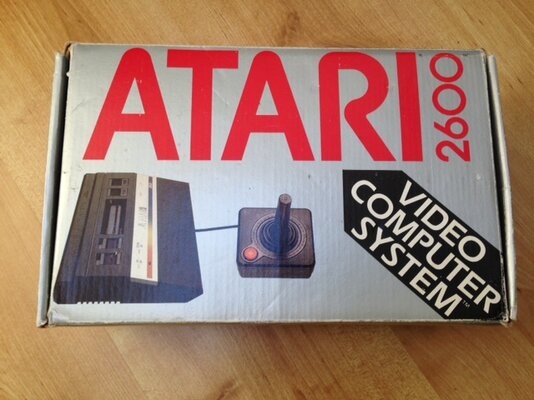 ATARI 2600
VIDEO
COMPUTER
SYSTEM™